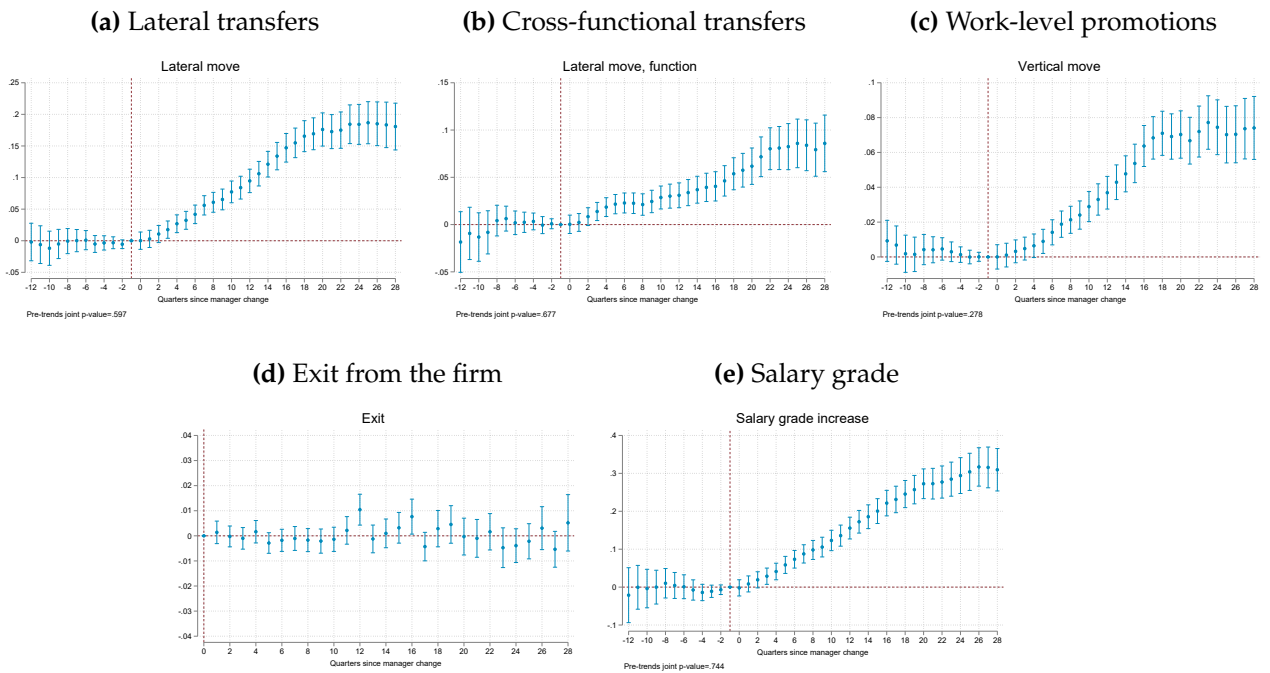 (a) Lateral transfers
(b) Cross-functional transfers
(c) Work-level promotions
Lateral move
.25
.2
.15
.1
.05
0
-.05
-12 -10 -8 -6 -4 -2 0 2 4 6 8 10 12 14 16 18 20 22 24 26 28
Quarters since manager change
Pre-trends joint p-value=.597
Lateral move, function
.15
.1
.05
0
-.05
-12 -10 -8 -6 -4 -2 0 2 4 6 8 10 12 14 16 18 20 22 24 26 28
Quarters since manager change
Pre-trends joint p-value=.677
Vertical move
.1
.08
.06
.04
.02
0
-12 -10 -8 -6 -4 -2 0 2 4 6 8 10 12 14 16 18 20 22 24 26 28
Quarters since manager change
Pre-trends joint p-value=.278
(d) Exit from the firm
(e) Salary grade
Exit
.04
.03
.02
.01
0
-.01
-.02
-.03
-.04
0 2 4 6 8 10 12 14 16 18 20 22 24 26 28
Quarters since manager change
Salary grade increase
.4
.3
.2
.1
0
-.1
-12 -10 -8 -6 -4 -2 0 2 4 6 8 10 12 14 16 18 20 22 24 26 28
Quarters since manager change
Pre-trends joint p-value=.744